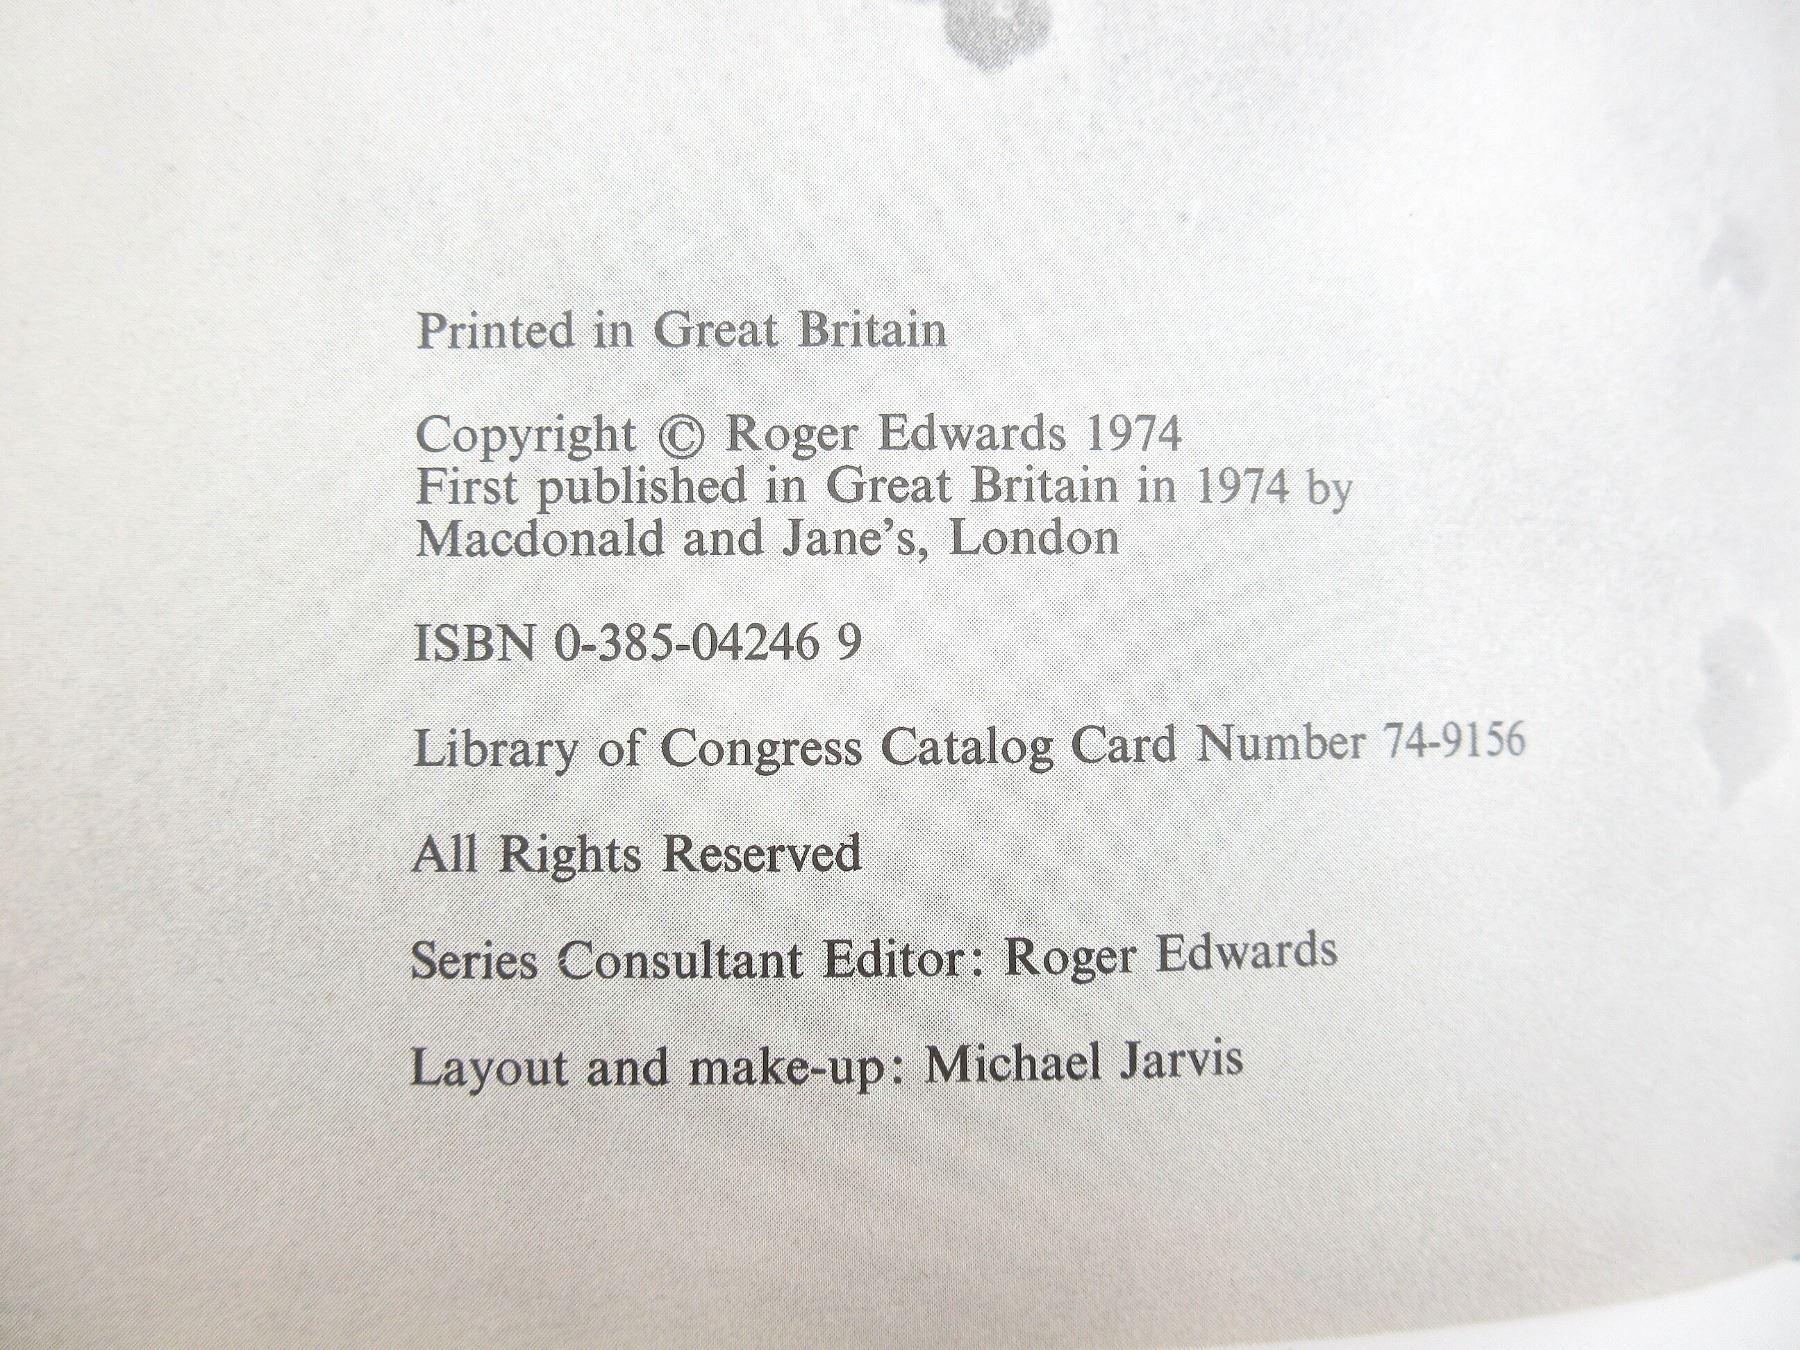 Printed in Great Britain
Copyright © Roger Edwards 1974
First published in Great Britain in 1974 by
Macdonald and Jane's, London
ISBN 0-385-04246 9
Library of Congress Catalog Card Number 74-9156
All Rights Reserved
Series Consultant Editor: Roger Edwards
Layout and make-up: Michael Jarvis